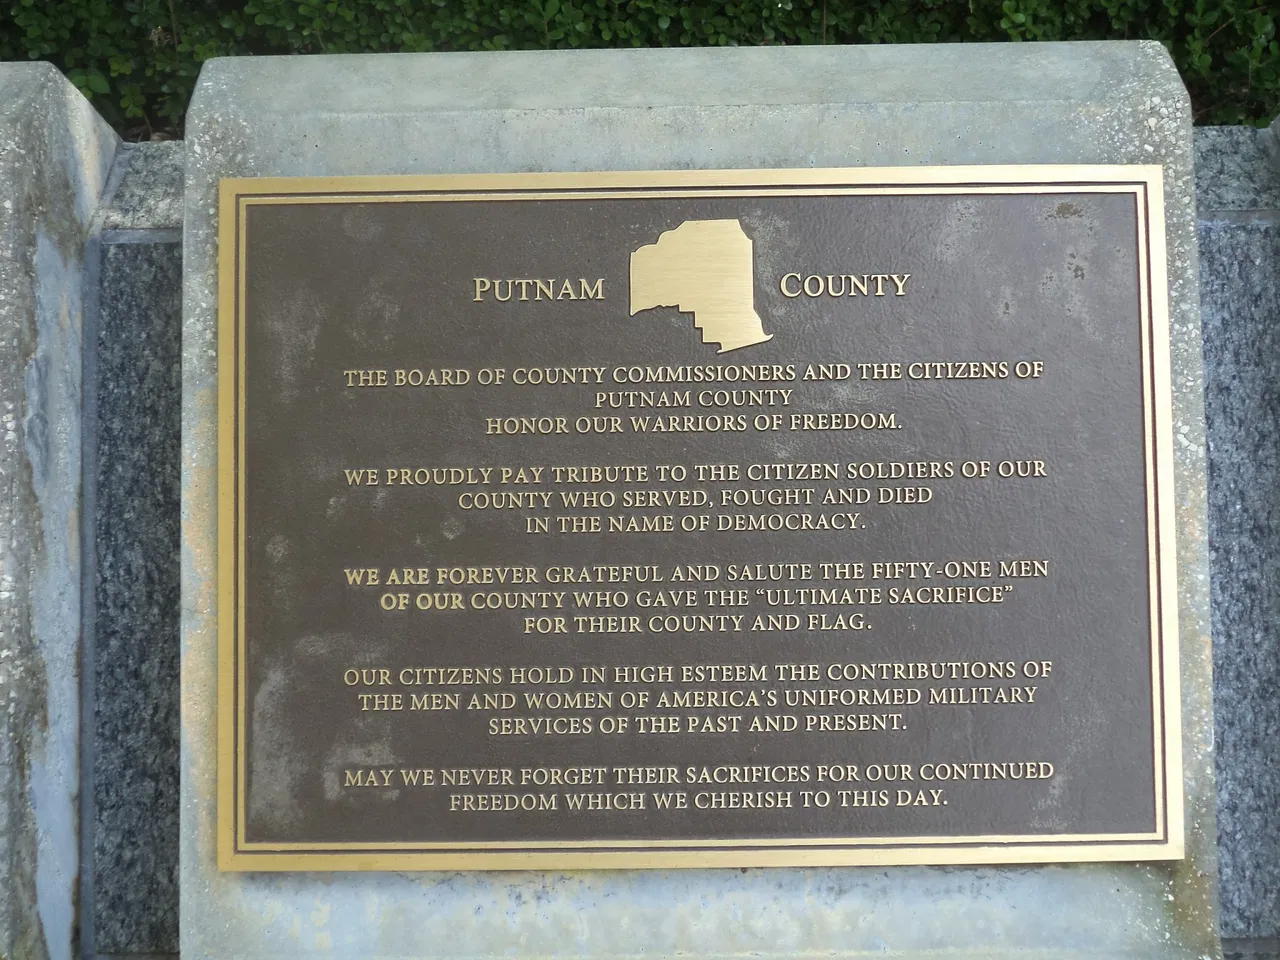 PUTNAM COUNTY
THE BOARD OF COUNTY COMMISSIONERS AND THE CITIZENS OF
PUTNAM COUNTY
HONOR OUR WARRIORS OF FREEDOM.
WE PROUDLY PAY TRIBUTE TO THE CITIZEN SOLDIERS OF OUR
COUNTY WHO SERVED, FOUGHT AND DIED
IN THE NAME OF DEMOCRACY.
WE ARE FOREVER GRATEFUL AND SALUTE THE FIFTY-ONE MEN
OF OUR COUNTY WHO GAVE THE “ULTIMATE SACRIFICE”
FOR THEIR COUNTY AND FLAG.
OUR CITIZENS HOLD IN HIGH ESTEEM THE CONTRIBUTIONS OF
THE MEN AND WOMEN OF AMERICA’S UNIFORMED MILITARY
SERVICES OF THE PAST AND PRESENT.
MAY WE NEVER FORGET THEIR SACRIFICES FOR OUR CONTINUED
FREEDOM WHICH WE CHERISH TO THIS DAY.